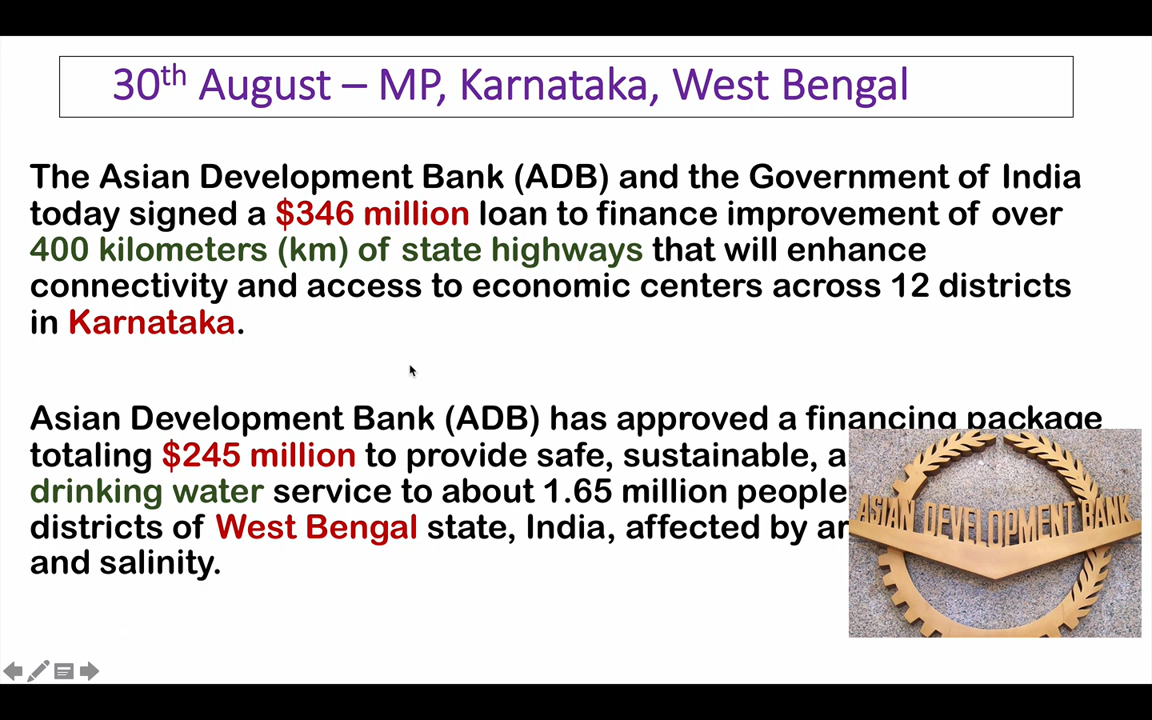 30th August – MP, Karnataka, West Bengal
The Asian Development Bank (ADB) and the Government of India
today signed a $346 million loan to finance improvement of over
400 kilometers (km) of state highways that will enhance
connectivity and access to economic centers across 12 districts
in Karnataka.
Asian Development Bank (ADB) has approved a financing package
totaling $245 million to provide safe, sustainable,
drinking water service to about 1.65 million people
districts of West Bengal state, India, affected by
and salinity.
ASIAN DEVELOPMENT BANK